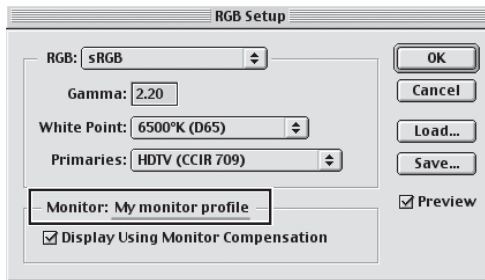 RGB Setup
RGB: sRGB
Gamma: 2.20
White Point: 6500°K (D65)
Primaries: HDTV (CCIR 709)
Monitor: My monitor profile
Display Using Monitor Compensation
OK
Cancel
Load...
Save...
Preview